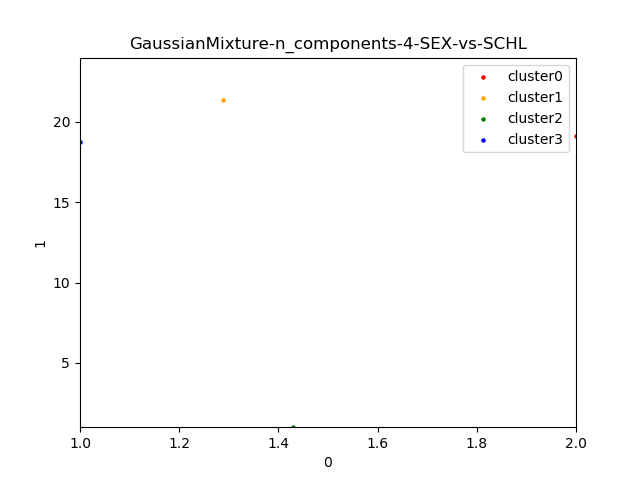 GaussianMixture-n_components-4-SEX-vs-SCHL
cluster0
cluster1
cluster2
cluster3
20
15
10
5
1
1.0 1.2 1.4 1.6 1.8 2.0
0